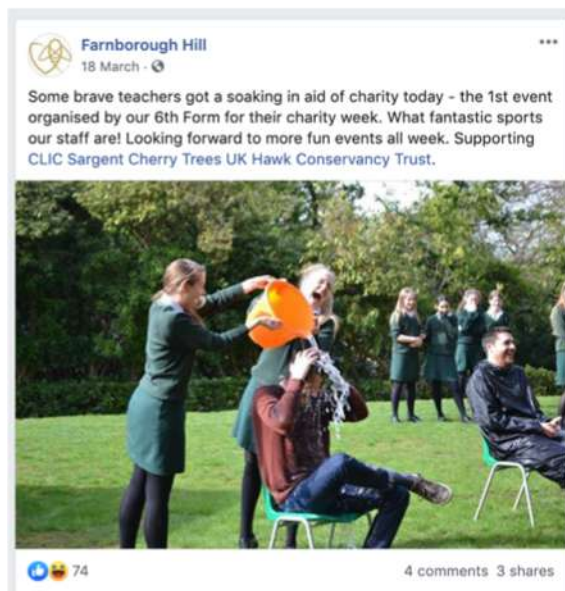 Farnborough Hill
18 March ·
Some brave teachers got a soaking in aid of charity today - the 1st event
organised by our 6th Form for their charity week. What fantastic sports
our staff are! Looking forward to more fun events all week. Supporting
CLIC Sargent Cherry Trees UK Hawk Conservancy Trust.
74
4 comments 3 shares